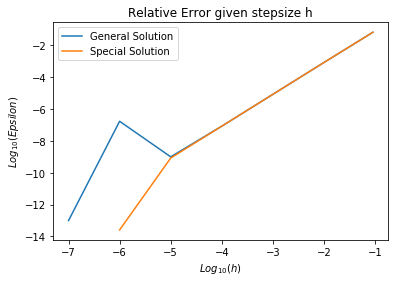 Relative Error given stepsize h
General Solution
Special Solution
Log10(Epsilon)
−2
−4
−6
−8
−10
−12
−14
−7
−6
−5
−4
−3
−2
−1
Log10(h)